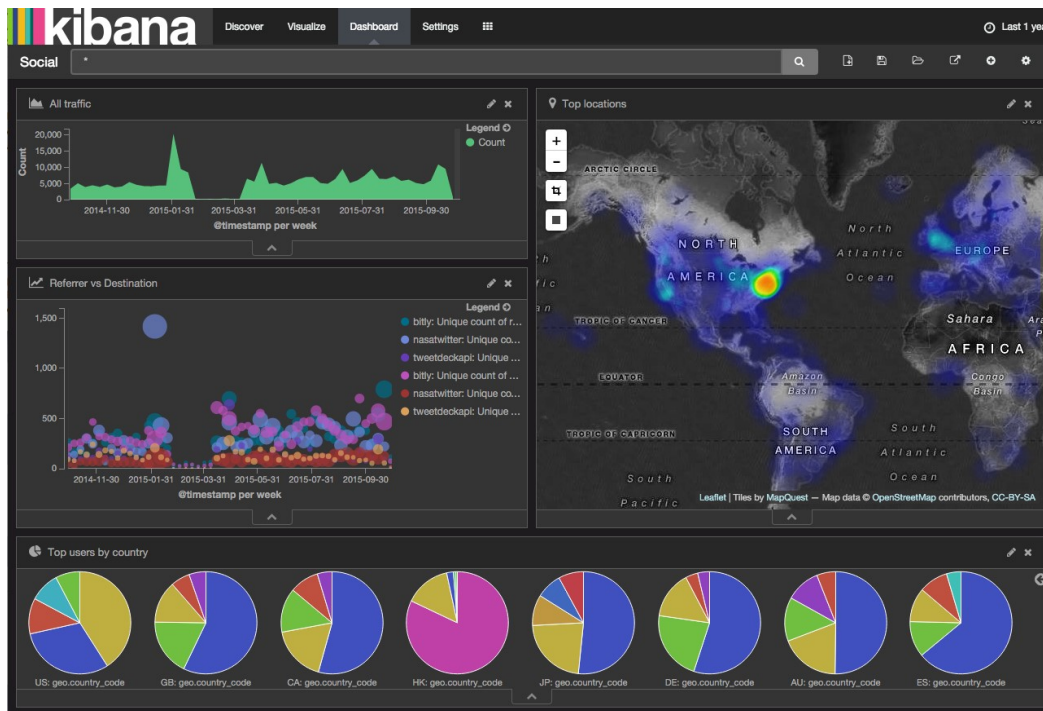 kibana
Discover Visualize Dashboard Settings
Last 1 yea
Social *
All traffic
Legend
Count
20,000
15,000
10,000
5,000
0
Count
2014-11-30 2015-01-31 2015-03-31 2015-05-31 2015-07-31 2015-09-30
@timestamp per week
Referrer vs Destination
Legend
bitly: Unique count of r...
nasatwitter: Unique co...
tweetdeckapi: Unique ...
bitly: Unique count of ...
nasatwitter: Unique co...
tweetdeckapi: Unique ...
1,500
1,000
500
0
2014-11-30 2015-01-31 2015-03-31 2015-05-31 2015-07-31 2015-09-30
@timestamp per week
Top locations
+
−
ARCTIC CIRCLE
NORTH
AMERICA
North
Atlantic
Ocean
EUROPE
TROPIC OF CANCER
Sahara
AFRICA
EQUATOR
Amazon
Basin
Congo
Basin
TROPIC OF CAPRICORN
SOUTH
AMERICA
South
Atlantic
Ocean
South
Pacific
Leaflet | Tiles by MapQuest — Map data © OpenStreetMap contributors, CC-BY-SA
Top users by country
US: geo.country_code GB: geo.country_code CA: geo.country_code HK: geo.country_code JP: geo.country_code DE: geo.country_code AU: geo.country_code ES: geo.country_code